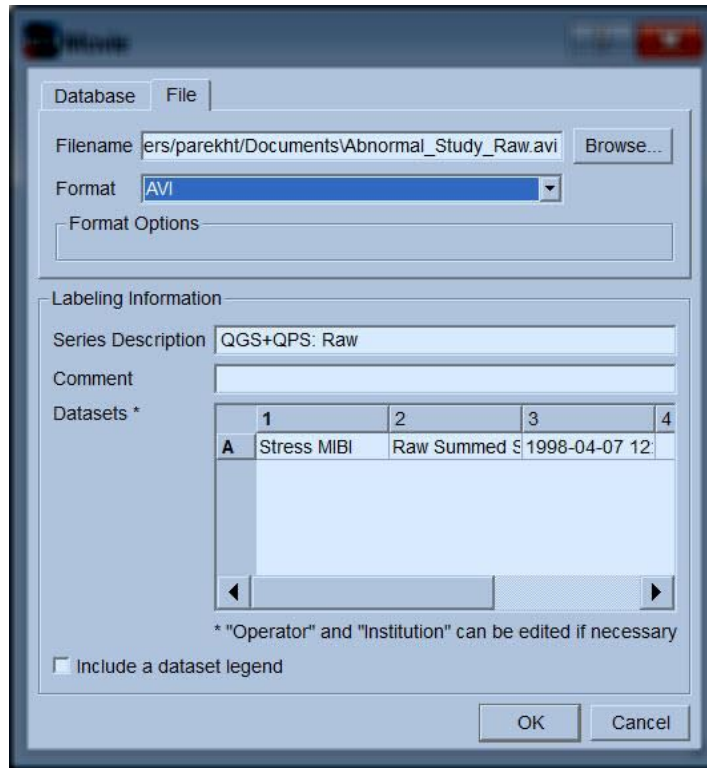 Movie
Database File
Filename ers/parekht/Documents\Abnormal_Study_Raw.avi Browse...
Format AVI
Format Options
Labeling Information
Series Description QGS+QPS: Raw
Comment
Datasets * 1 2 3 4
A Stress MIBI Raw Summed S 1998-04-07 12:
* "Operator" and "Institution" can be edited if necessary
Include a dataset legend
OK Cancel